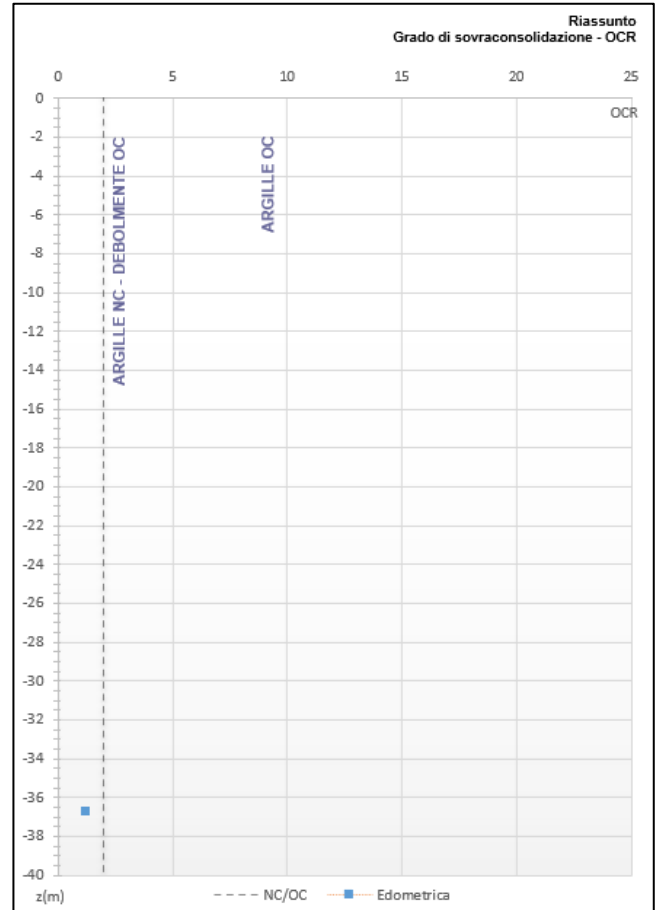 Riassunto
Grado di sovraconsolidazione - OCR
0 5 10 15 20 25
OCR
0
-2
-4
-6
-8
-10
-12
-14
-16
-18
-20
-22
-24
-26
-28
-30
-32
-34
-36
-38
-40
ARGILLE NC - DEBOLMENTE OC
ARGILLE OC
z(m)
NC/OC Edometrica